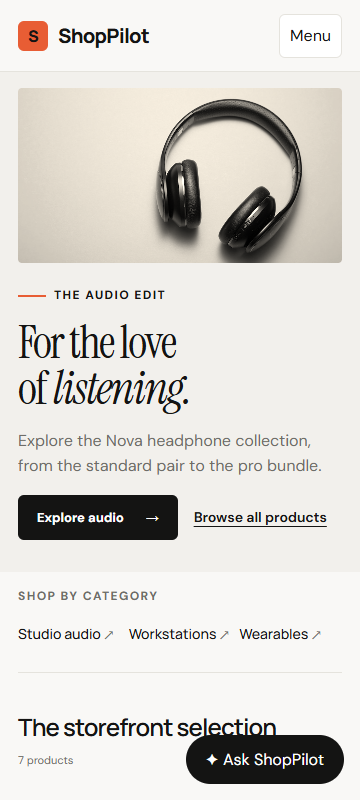 S ShopPilot
Menu
THE AUDIO EDIT
For the love
of listening.
Explore the Nova headphone collection,
from the standard pair to the pro bundle.
Explore audio →
Browse all products
SHOP BY CATEGORY
Studio audio ↗ Workstations ↗ Wearables ↗
The storefront selection
7 products
✦ Ask ShopPilot